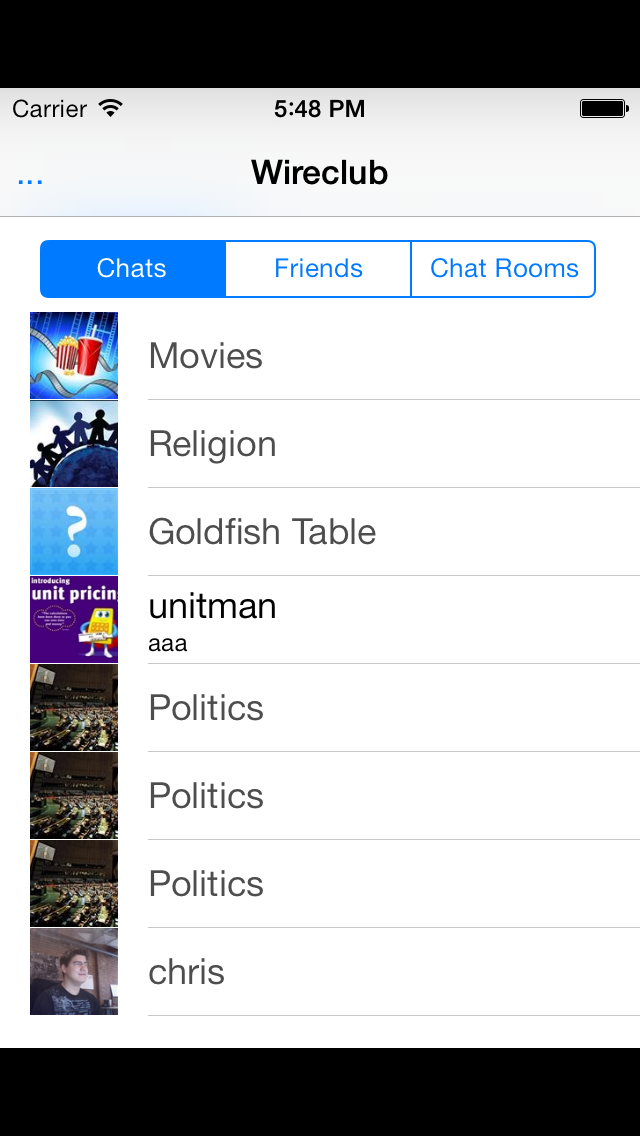 Carrier 5:48 PM
... Wireclub
Chats Friends Chat Rooms
Movies
Religion
?
Goldfish Table
introducing
unit pricin
unitman
aaa
Politics
Politics
Politics
chris